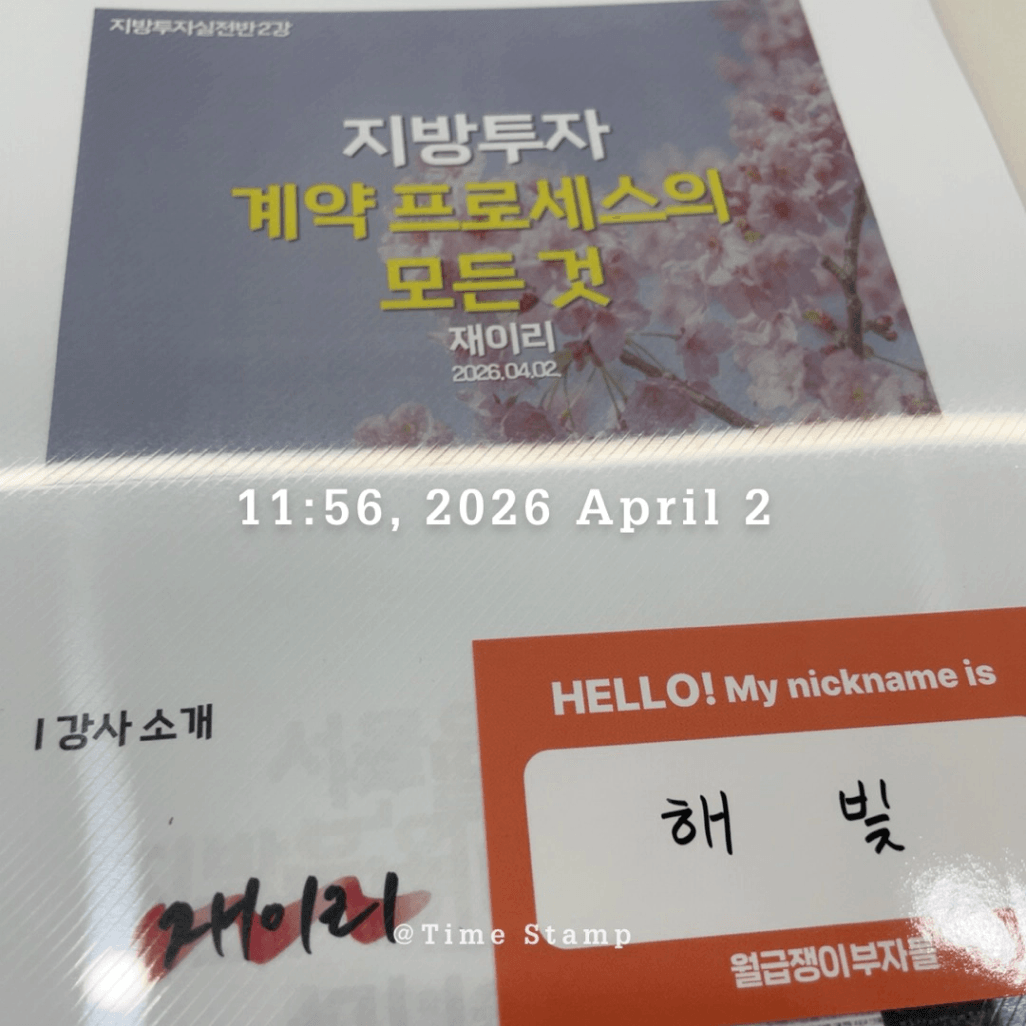 지방투자실전반 2강
지방투자
계약 프로세스의
모든 것
재이리
2026.04.02.
11:56, 2026 April 2
HELLO! My nickname is
I 강사 소개
해 빛
재이리
@Time Stamp
월급쟁이부자들